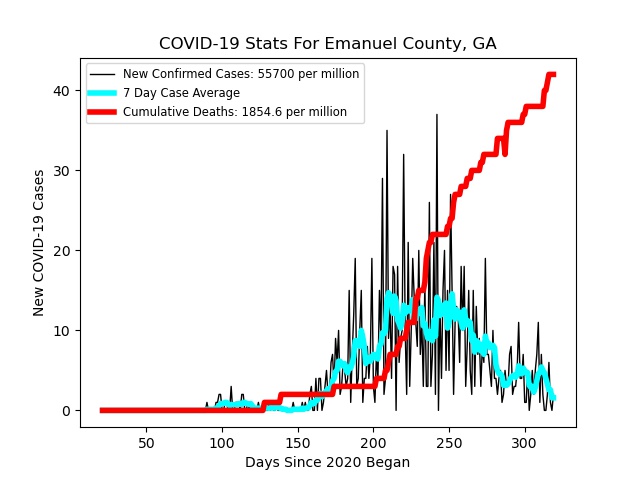 COVID-19 Stats For Emanuel County, GA
New Confirmed Cases: 55700 per million
7 Day Case Average
Cumulative Deaths: 1854.6 per million
New COVID-19 Cases
40
30
20
10
0
50 100 150 200 250 300
Days Since 2020 Began